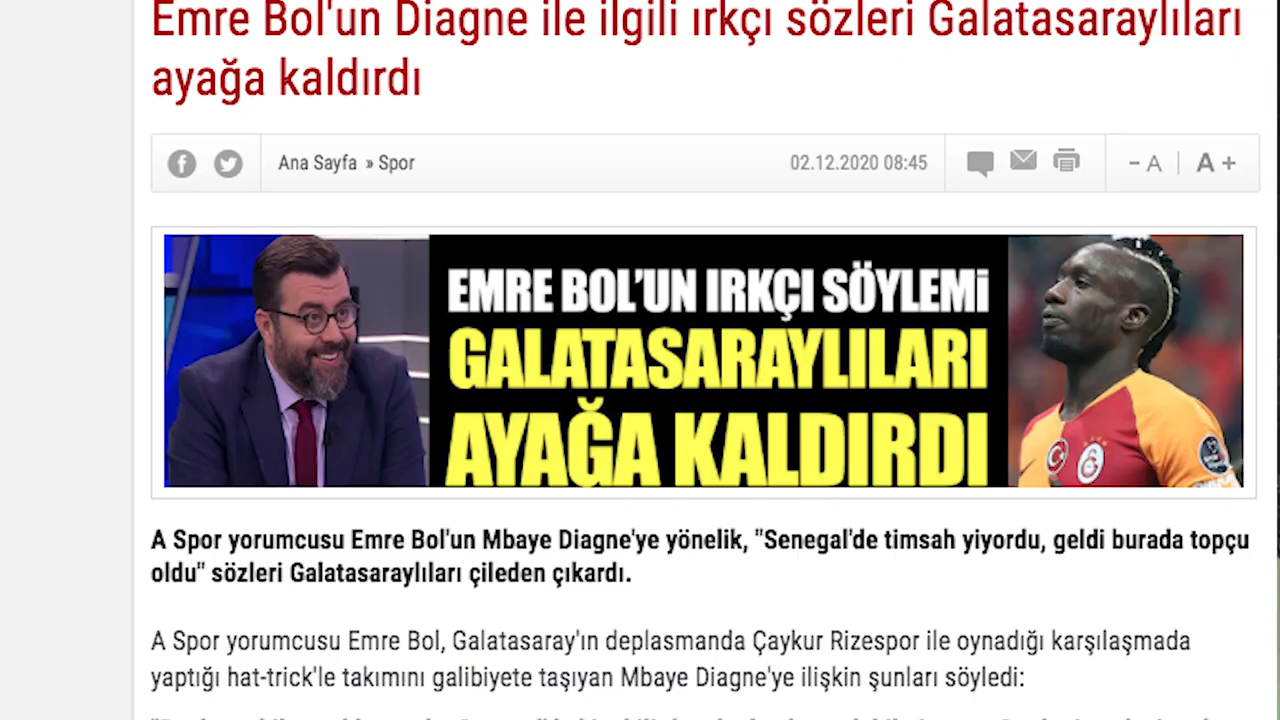 Emre Bol'un Diagne ile ilgili ırkçı sözleri Galatasaraylıları
ayağa kaldırdı
Ana Sayfa » Spor
02.12.2020 08:45
- A | A +
EMRE BOL'UN IRKÇI SÖYLEMi
GALATASARAYLILARI
AYAĞA KALDIRDI
A Spor yorumcusu Emre Bol'un Mbaye Diagne'ye yönelik, "Senegal'de timsah yiyordu, geldi burada topçu
oldu" sözleri Galatasaraylıları çileden çıkardı.
A Spor yorumcusu Emre Bol, Galatasaray'ın deplasmanda Çaykur Rizespor ile oynadığı karşılaşmada
yaptığı hat-trick'le takımını galibiyete taşıyan Mbaye Diagne'ye ilişkin şunları söyledi: